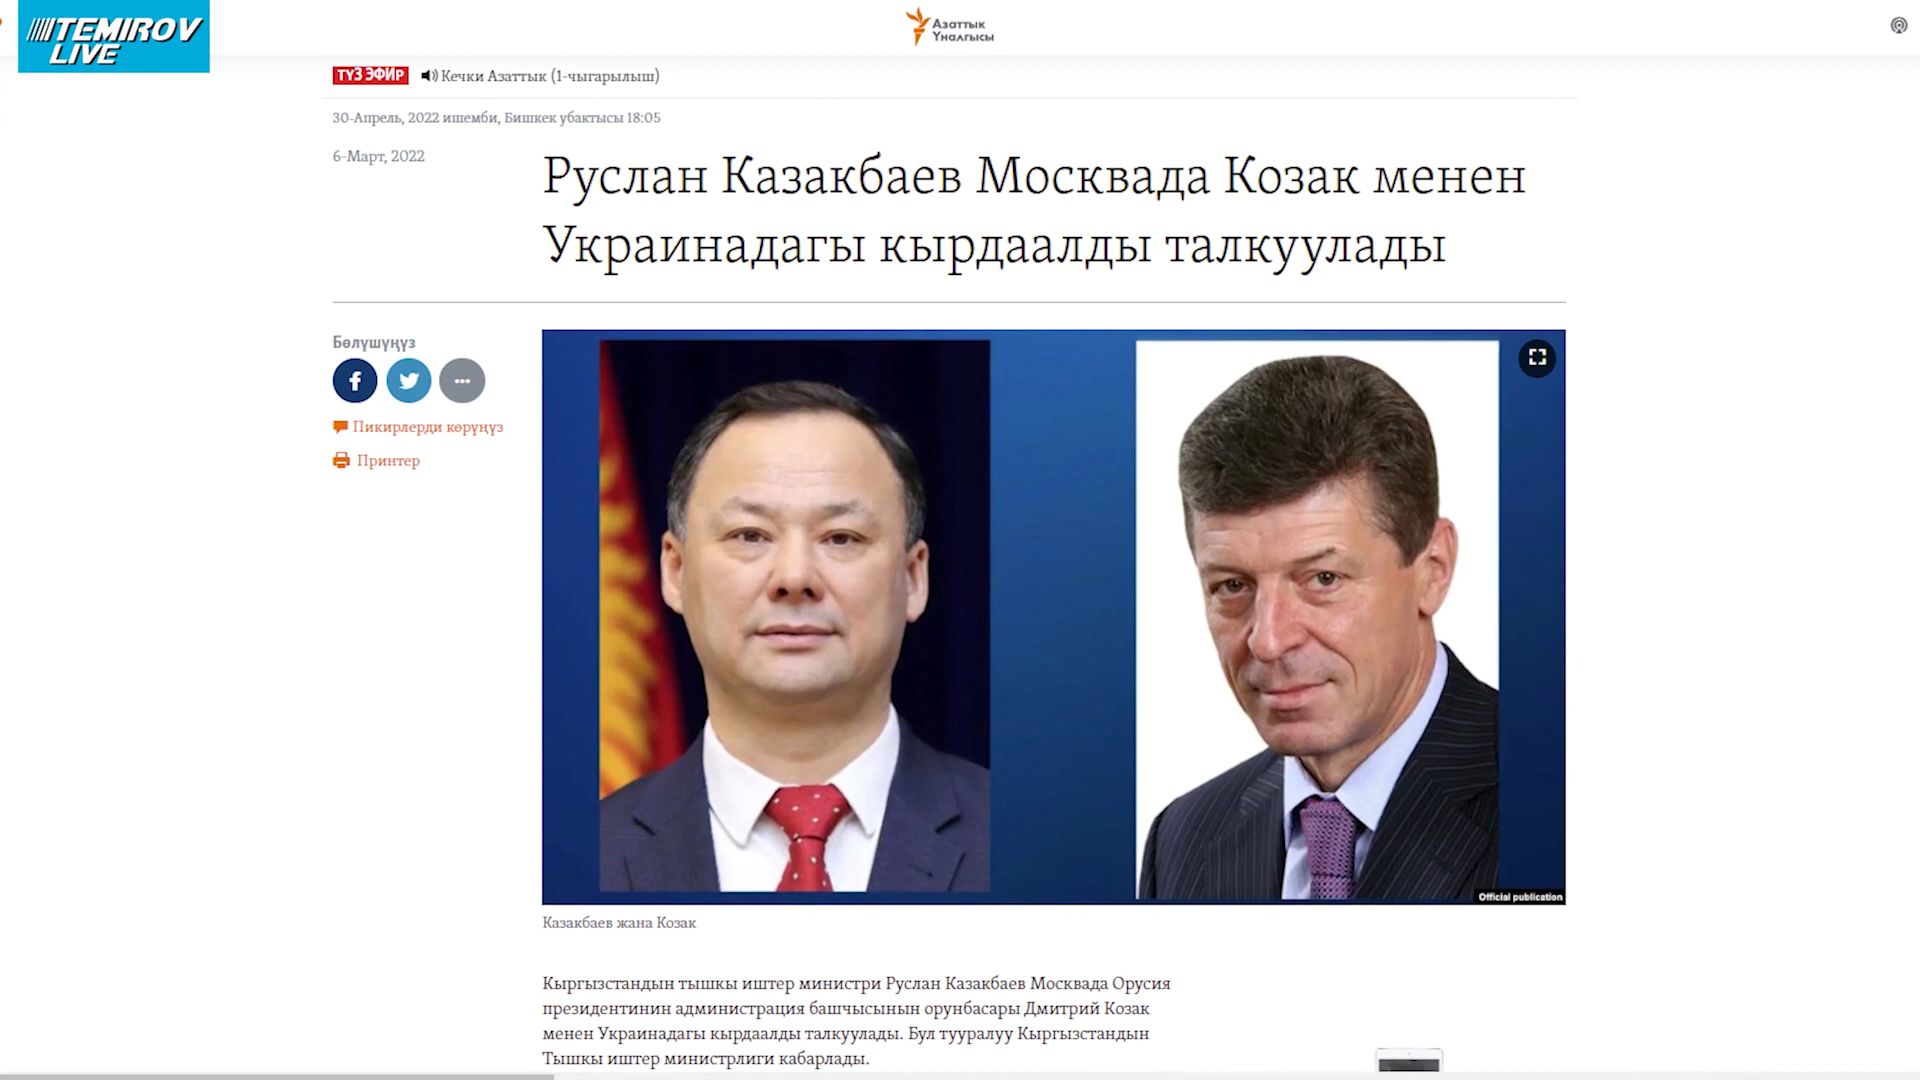 TEMIROV
LIVE
Азаттык
Үналгысы
ТҮЗ ЭФИР
Кечки Азаттык (1-чыгарылыш)
30-Апрель, 2022 ишемби, Бишкек убактысы 18:05
6-Март, 2022
Руслан Казакбаев Москвада Козак менен
Украинадагы кырдаалды талкуулады
Бөлүшүңүз
Пикирлерди көрүңүз
Принтер
Official publication
Казакбаев жана Козак
Кыргызстандын тышкы иштер министри Руслан Казакбаев Москвада Орусия
президентинин администрация башчысынын орунбасары Дмитрий Козак
менен Украинадагы кырдаалды талкуулады. Бул тууралуу Кыргызстандын
Тышкы иштер министрлиги кабарлады.